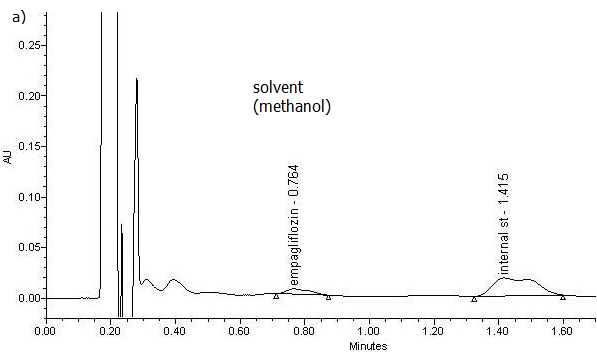 a)
solvent
(methanol)
empagliflozin - 0.764
internal st - 1.415
AU
0.25
0.20
0.15
0.10
0.05
0.00
0.00 0.20 0.40 0.60 0.80 1.00 1.20 1.40 1.60
Minutes